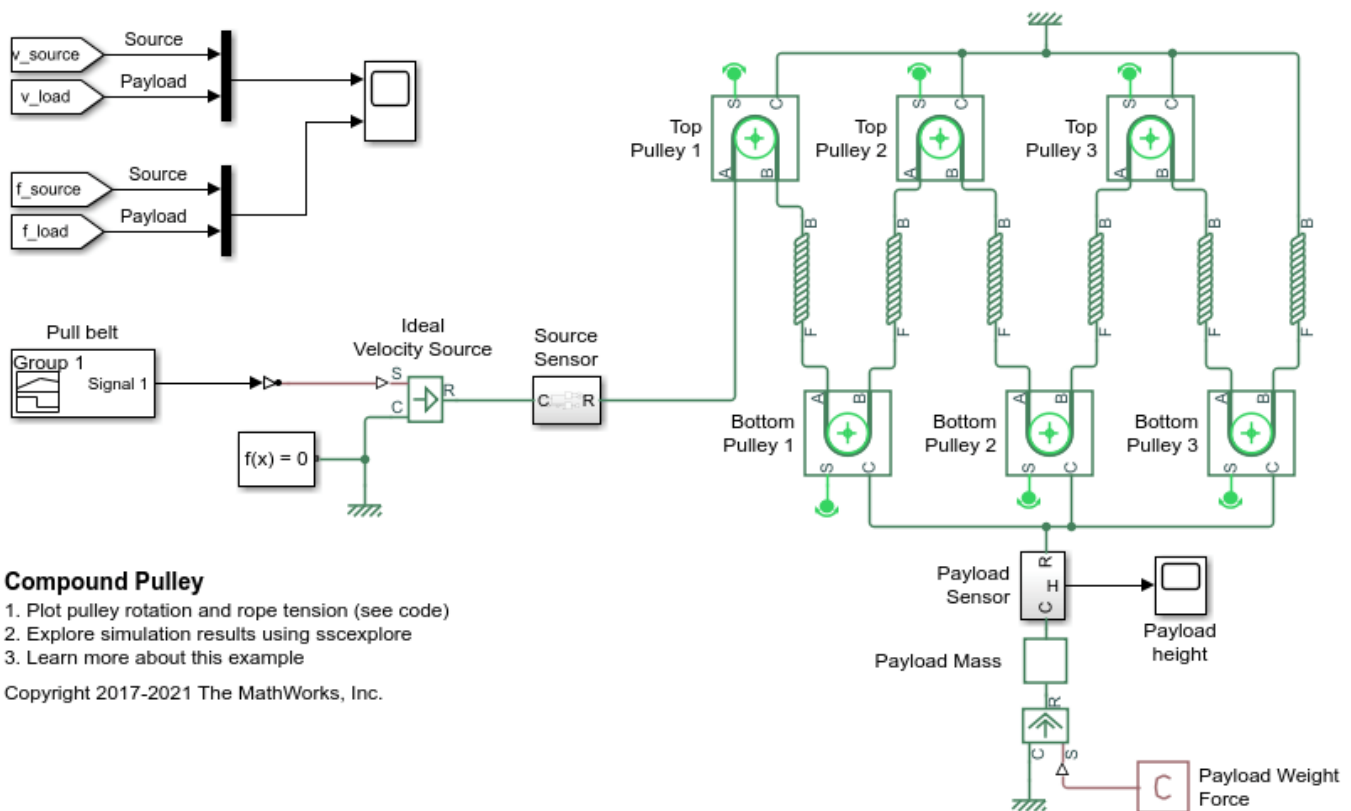 v_source
Source
v_load
Payload
f_source
Source
f_load
Payload
Pull belt
Group 1
Signal 1
Ideal
Velocity Source
S
C
R
f(x) = 0
Source
Sensor
C
R
Top
Pulley 1
S
C
A
B
Top
Pulley 2
S
C
A
B
Top
Pulley 3
S
C
A
B
B
B
B
B
B
B
F
F
F
F
F
F
Bottom
Pulley 1
A
B
S
C
Bottom
Pulley 2
A
B
S
C
Bottom
Pulley 3
A
B
S
C
Payload
Sensor
R
H
C
Payload
height
Payload Mass
R
C
S
C
Payload Weight
Force
Compound Pulley
1. Plot pulley rotation and rope tension (see code)
2. Explore simulation results using sscexplore
3. Learn more about this example
Copyright 2017-2021 The MathWorks, Inc.